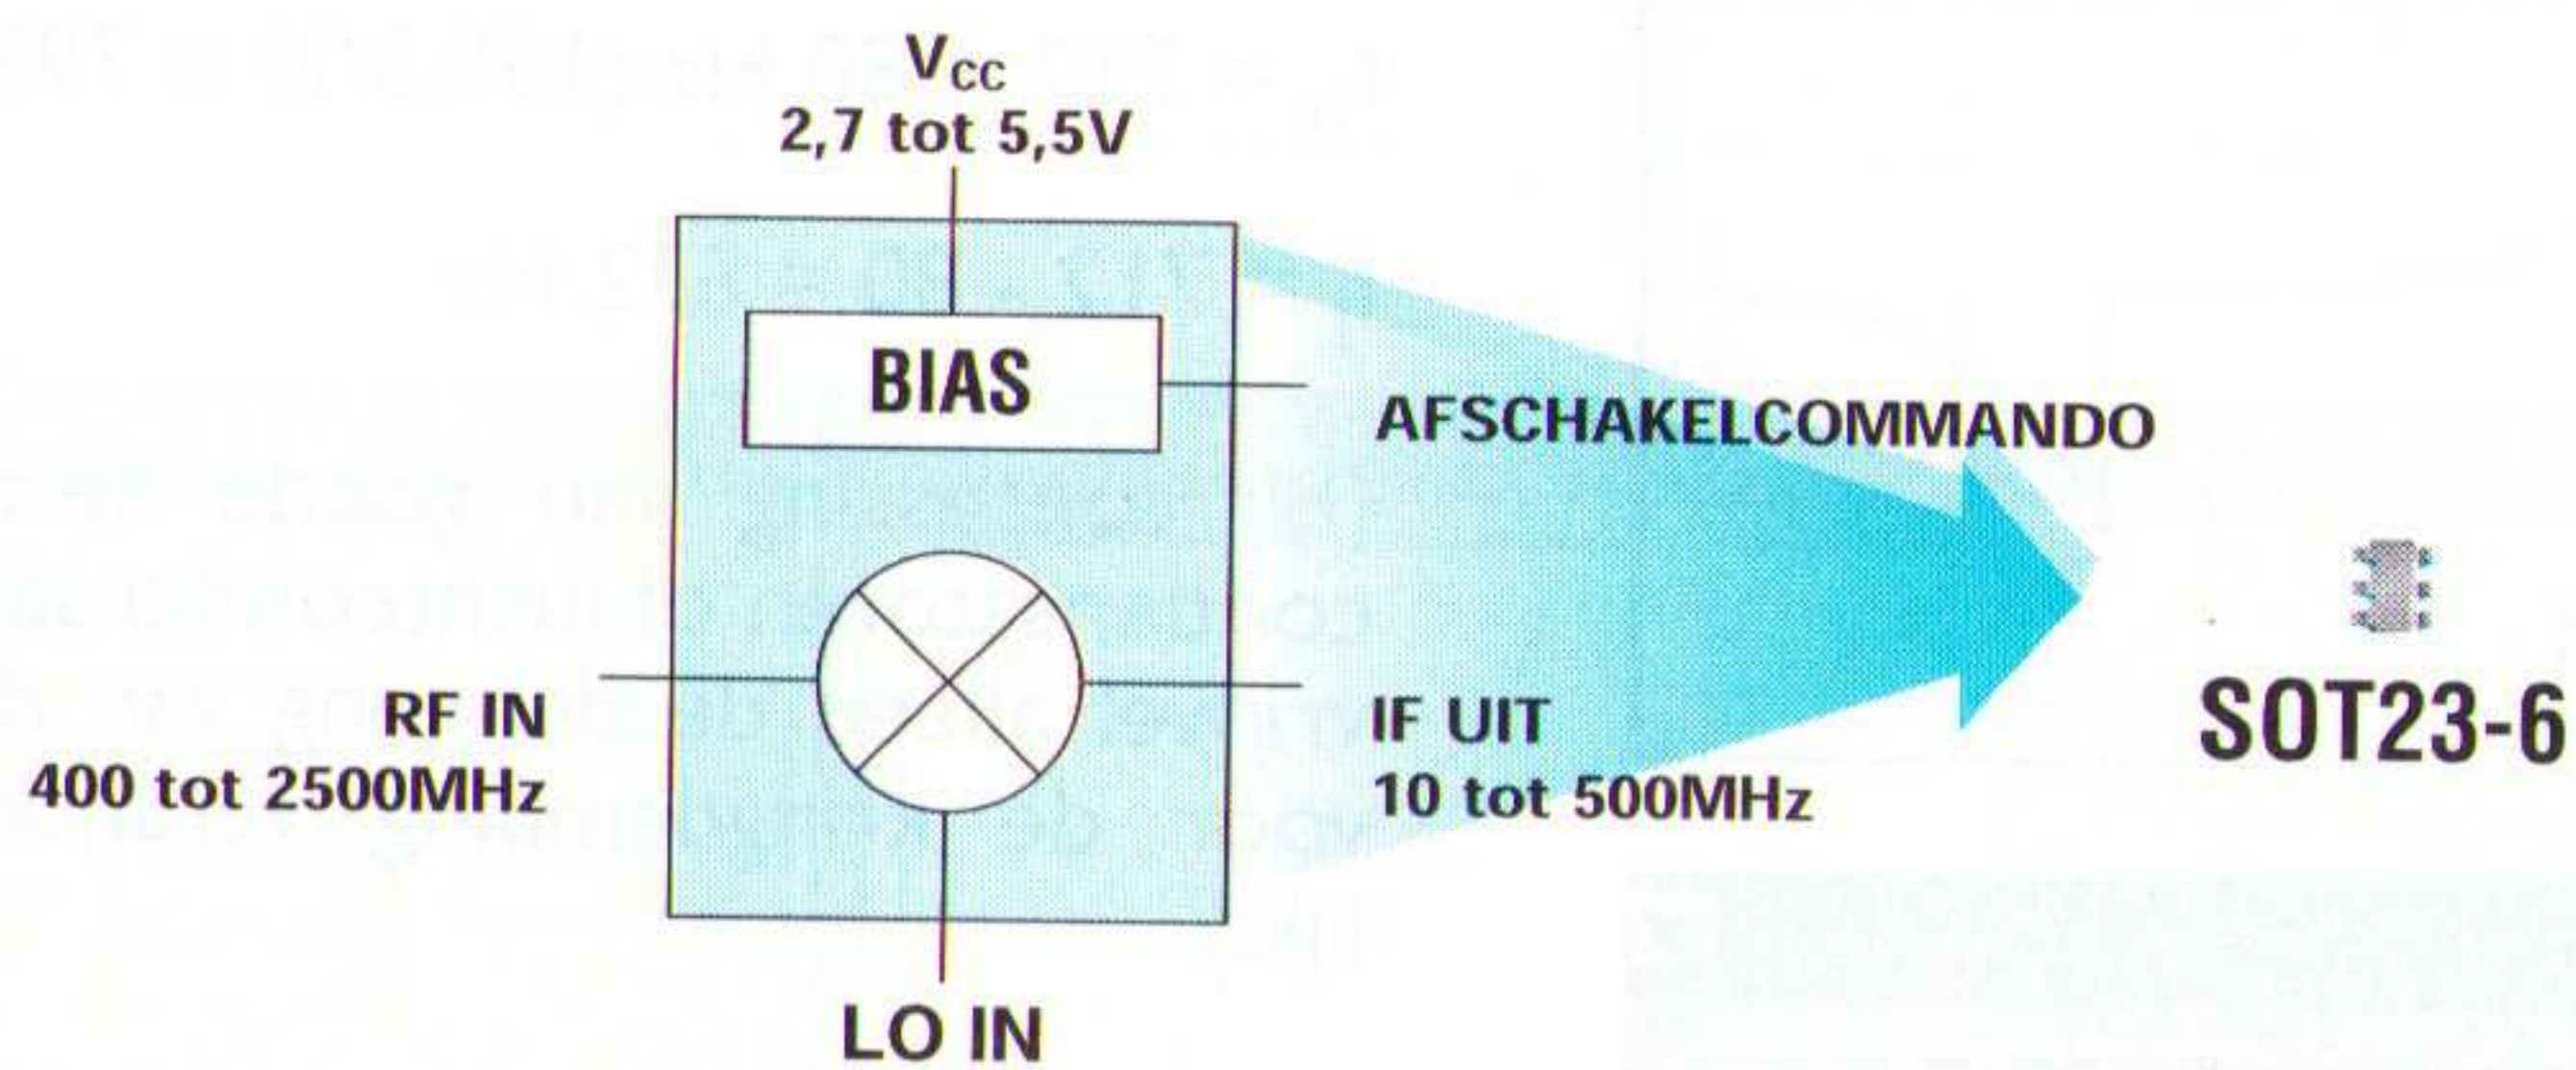 VCC
2,7 tot 5,5V
BIAS
AFSCHAKELCOMMANDO
RF IN
400 tot 2500MHz
IF UIT
10 tot 500MHz
SOT23-6
LO IN